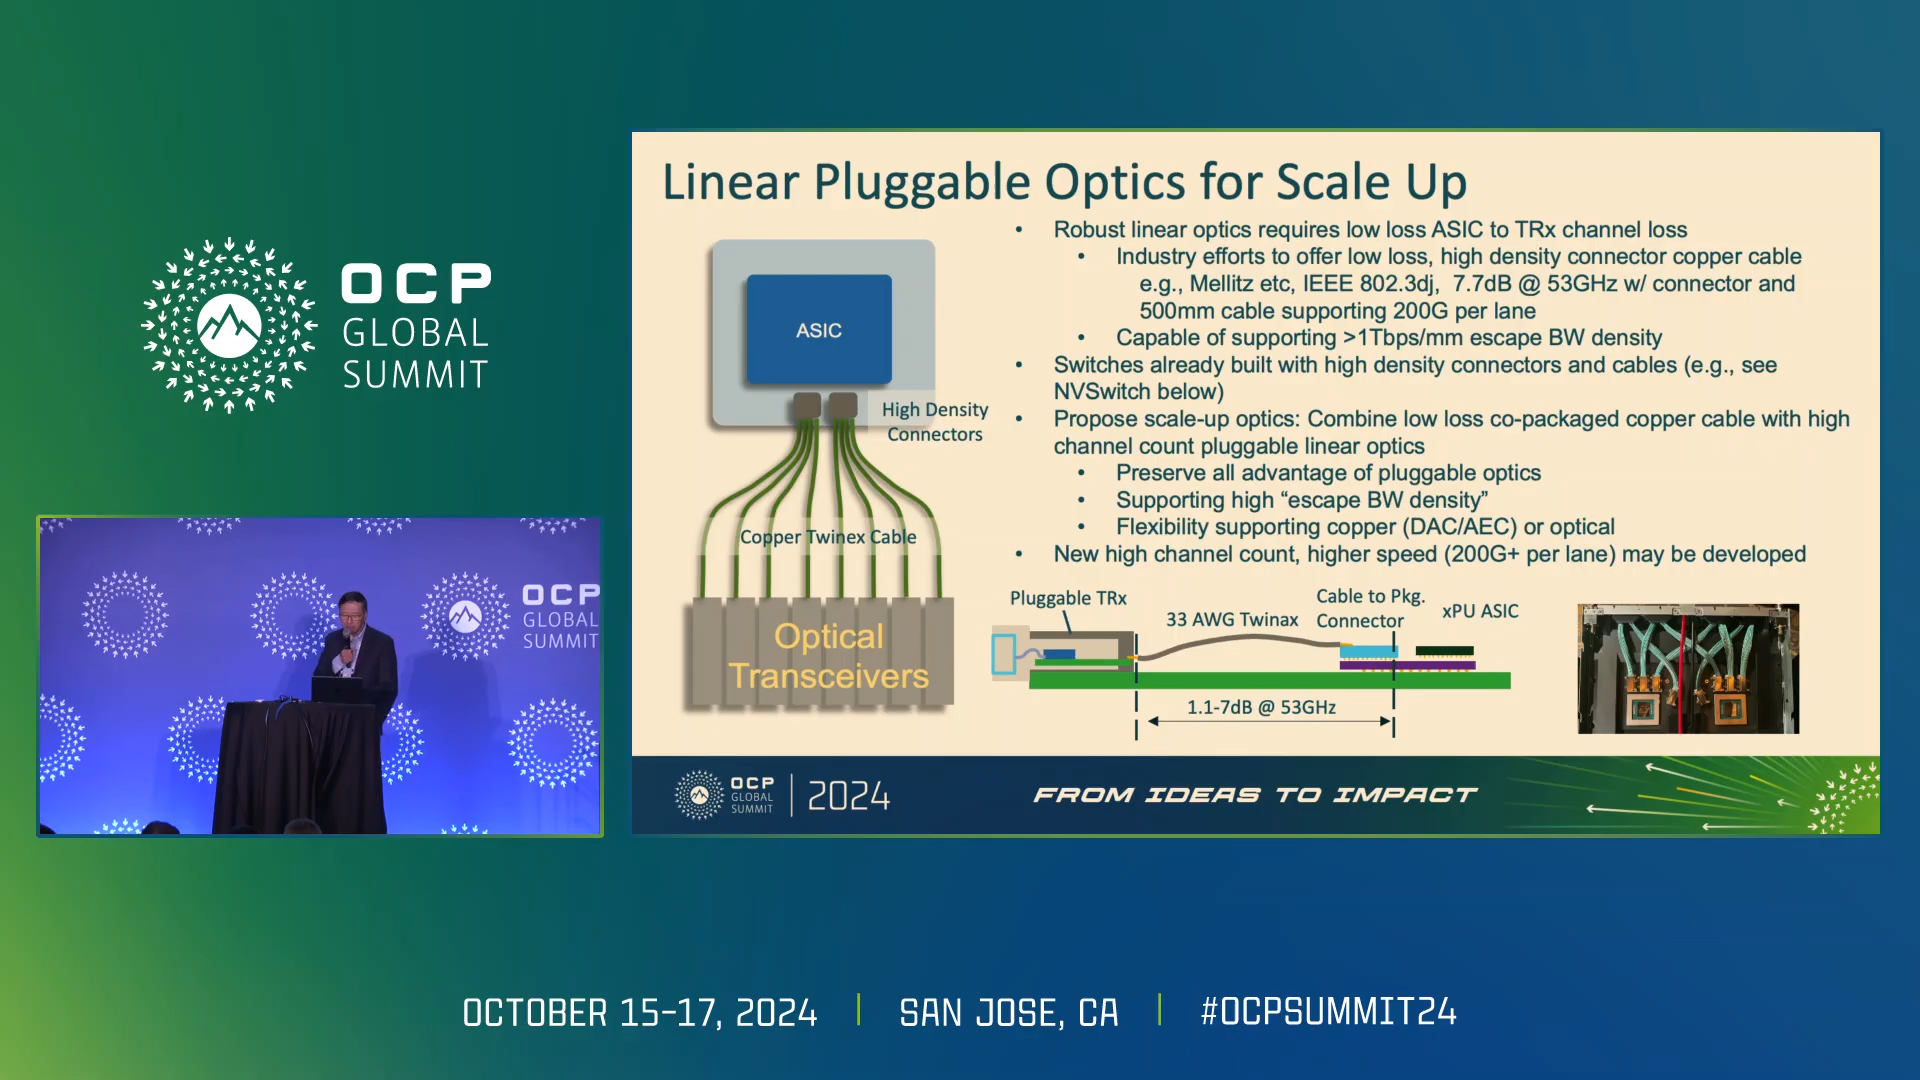 OCP
GLOBAL
SUMMIT
OCP
GLOBAL
SUMMIT
Linear Pluggable Optics for Scale Up
• Robust linear optics requires low loss ASIC to TRx channel loss
• Industry efforts to offer low loss, high density connector copper cable
e.g., Mellitz etc, IEEE 802.3dj, 7.7dB @ 53GHz w/ connector and
500mm cable supporting 200G per lane
• Capable of supporting >1Tbps/mm escape BW density
• Switches already built with high density connectors and cables (e.g., see
NVSwitch below)
• Propose scale-up optics: Combine low loss co-packaged copper cable with high
channel count pluggable linear optics
• Preserve all advantage of pluggable optics
• Supporting high “escape BW density”
• Flexibility supporting copper (DAC/AEC) or optical
• New high channel count, higher speed (200G+ per lane) may be developed
ASIC
High Density
Connectors
Copper Twinex Cable
Optical
Transceivers
Pluggable TRx
33 AWG Twinax
Cable to Pkg.
Connector
xPU ASIC
1.1-7dB @ 53GHz
OCP
GLOBAL
SUMMIT
2024
FROM IDEAS TO IMPACT
OCTOBER 15-17, 2024 | SAN JOSE, CA | #OCPSUMMIT24